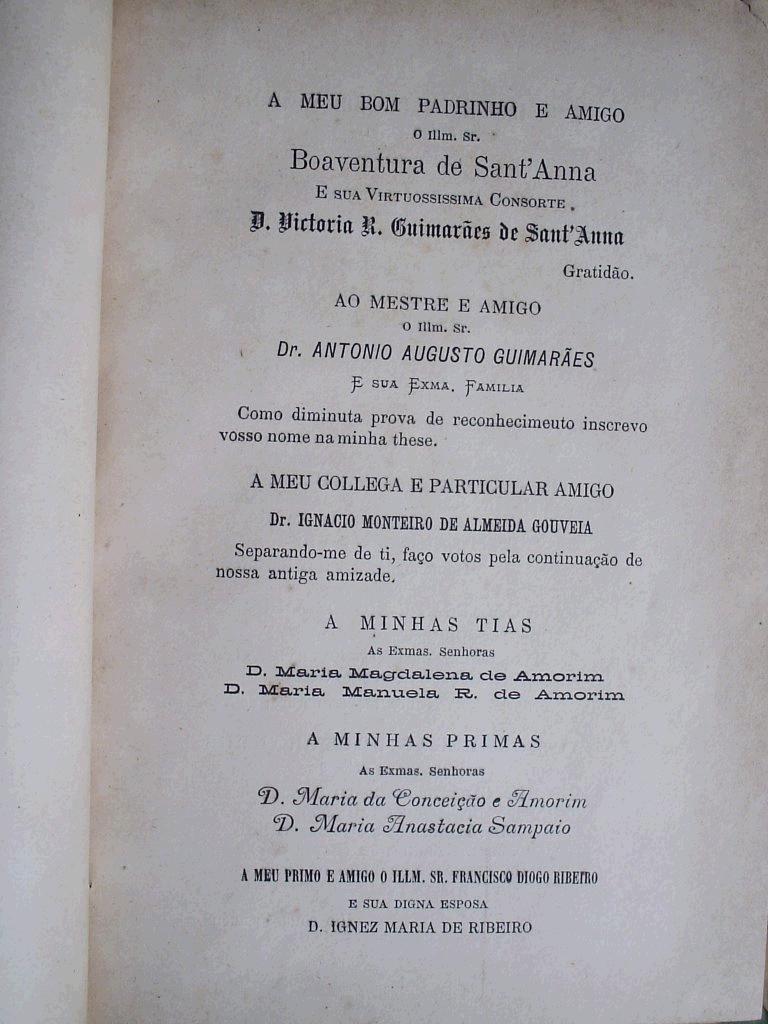 A MEU BOM PADRINHO E AMIGO
O Illm. Sr.
Boaventura de Sant'Anna
E SUA VIRTUOSSISSIMA CONSORTE.
D. Victoria R. Guimarães de Sant'Anna
Gratidão.
AO MESTRE E AMIGO
O Illm. Sr.
Dr. ANTONIO AUGUSTO GUIMARÃES
E SUA EXMA. FAMILIA
Como diminuta prova de reconhecimeuto inscrevo
vosso nome na minha these.
A MEU COLLEGA E PARTICULAR AMIGO
Dr. IGNACIO MONTEIRO DE ALMEIDA GOUVEIA
Separando-me de ti, faço votos pela continuação de
nossa antiga amizade.
A MINHAS TIAS
As Exmas. Senhoras
D. Maria Magdalena de Amorim
D. Maria Manuela R. de Amorim
A MINHAS PRIMAS
As Exmas. Senhoras
D. Maria da Conceição e Amorim
D. Maria Anastacia Sampaio
A MEU PRIMO E AMIGO O ILLM. SR. FRANCISCO DIOGO RIBEIRO
E SUA DIGNA ESPOSA
D. IGNEZ MARIA DE RIBEIRO